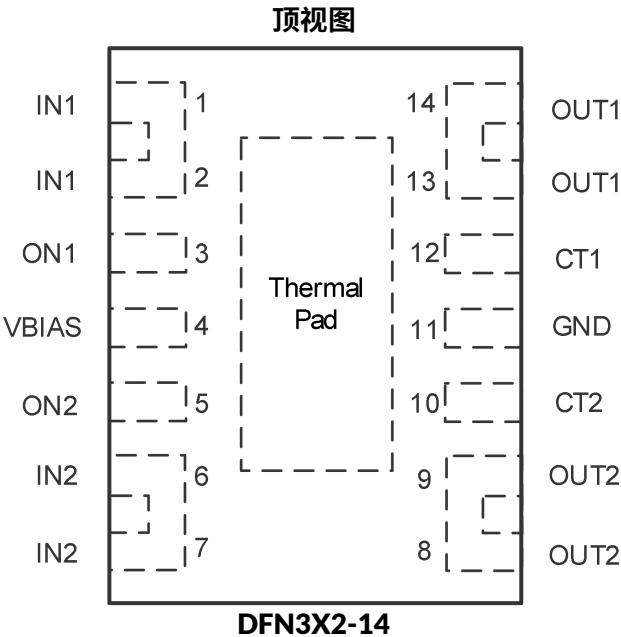 顶视图
IN1 1 14 OUT1
IN1 2 13 OUT1
ON1 3 12 CT1
VBIAS 4 11 GND
ON2 5 10 CT2
IN2 6 9 OUT2
IN2 7 8 OUT2
Thermal
Pad
DFN3X2-14